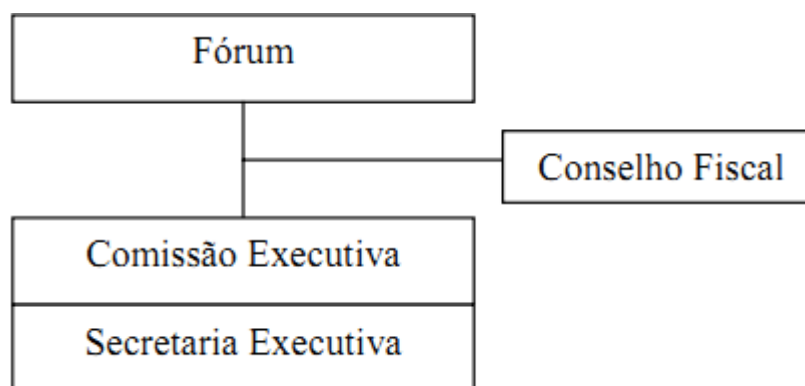 Fórum
Conselho Fiscal
Comissão Executiva
Secretaria Executiva